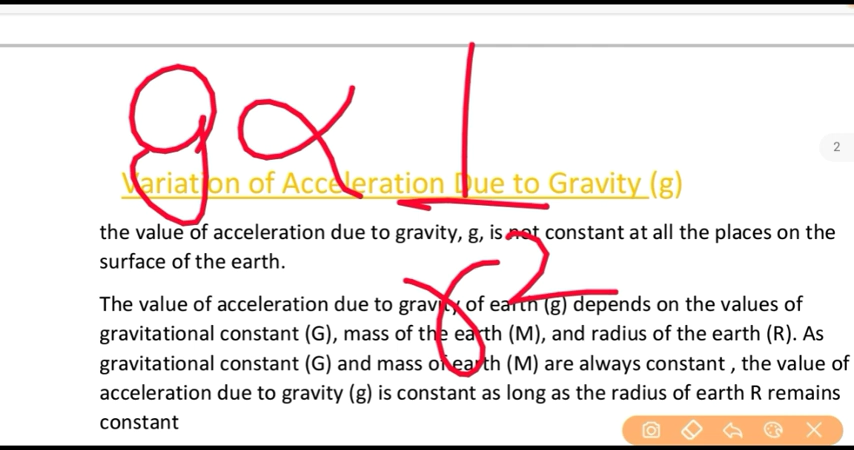 g ∝ 1
r2
2
Variation of Acceleration Due to Gravity (g)
the value of acceleration due to gravity, g, is not constant at all the places on the
surface of the earth.
The value of acceleration due to gravity of earth (g) depends on the values of
gravitational constant (G), mass of the earth (M), and radius of the earth (R). As
gravitational constant (G) and mass of earth (M) are always constant , the value of
acceleration due to gravity (g) is constant as long as the radius of earth R remains
constant